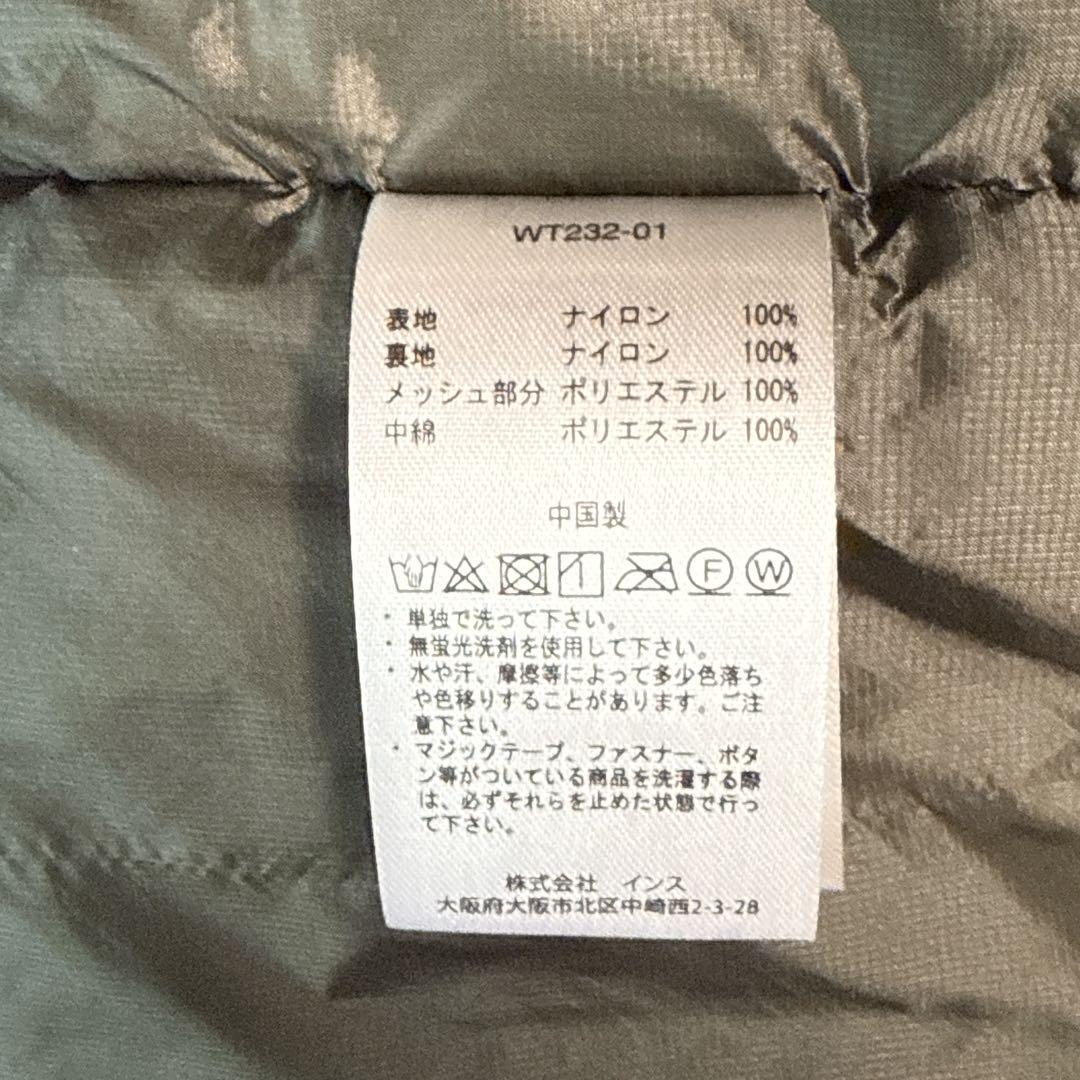 WT232-01
表地 ナイロン 100%
裏地 ナイロン 100%
メッシュ部分 ポリエステル 100%
中綿 ポリエステル 100%
中国製
F W
・単独で洗って下さい。
・無蛍光洗剤を使用して下さい。
・水や汗、摩擦等によって多少色落ち
や色移りすることがあります。ご注
意下さい。
・マジックテープ、ファスナー、ボタ
ン等がついている商品を洗濯する際
は、必ずそれらを止めた状態で行っ
て下さい。
株式会社 インス
大阪府大阪市北区中崎西2-3-28